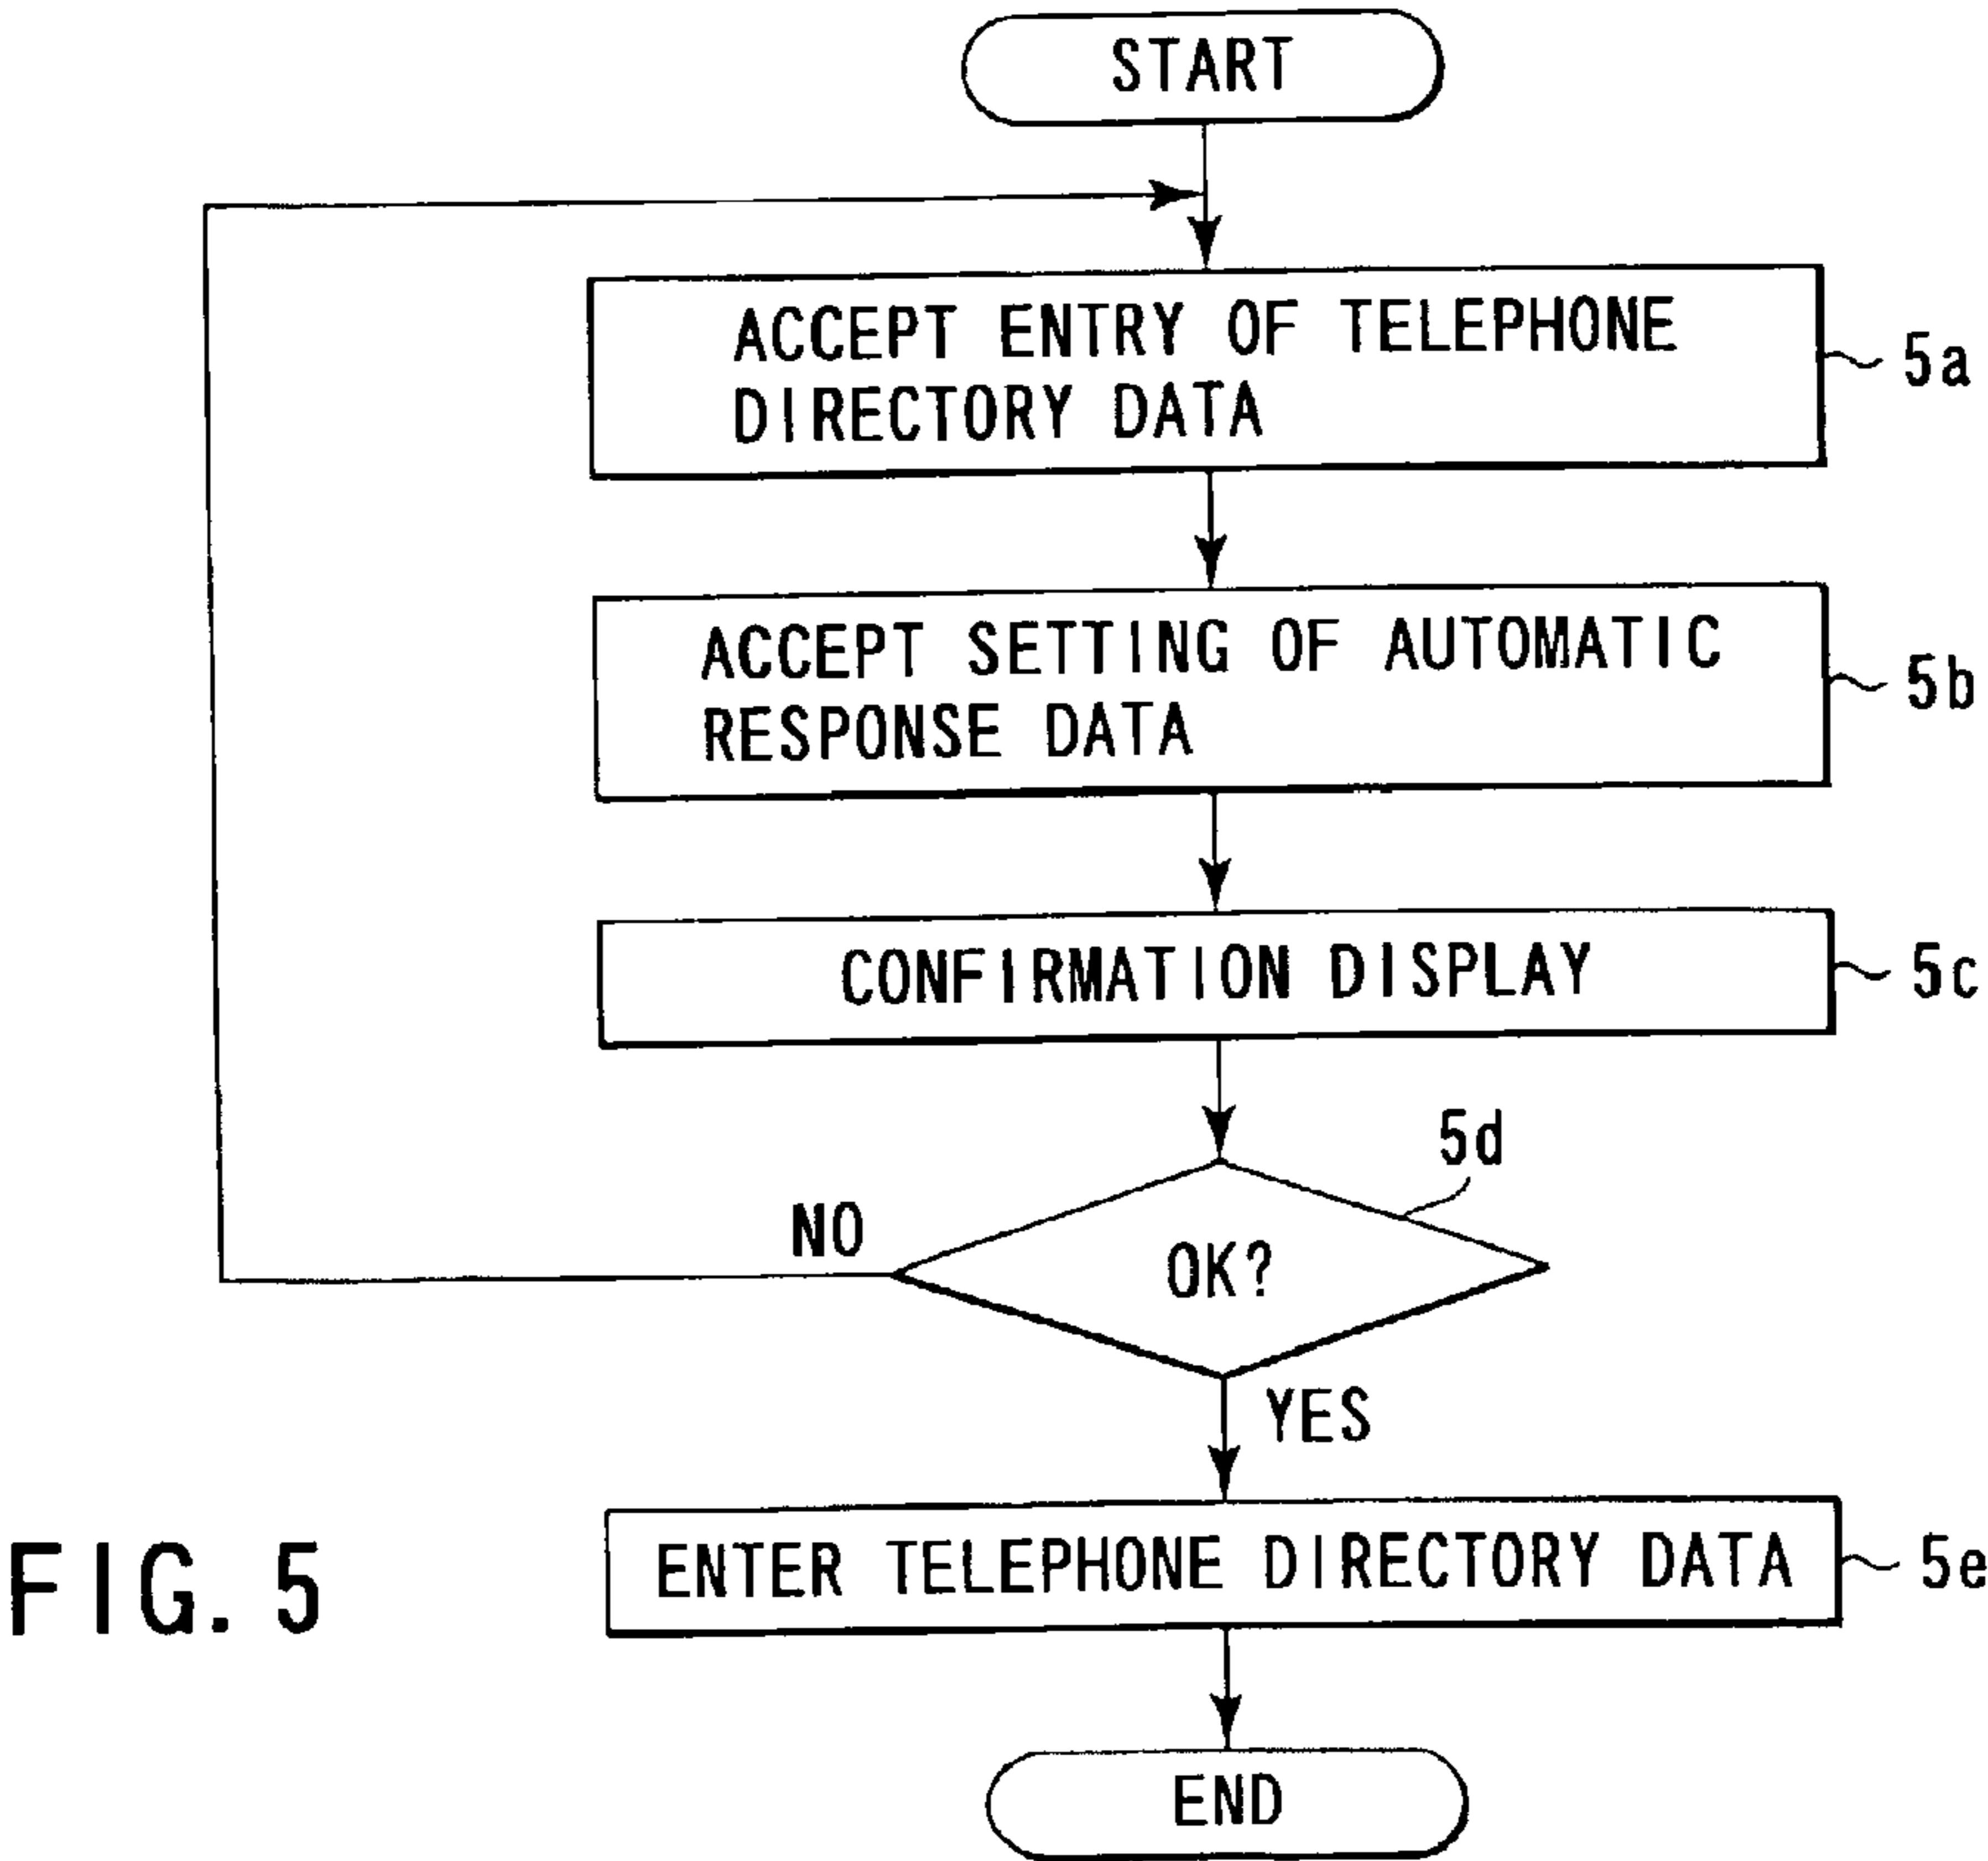 START
ACCEPT ENTRY OF TELEPHONE
DIRECTORY DATA
5a
ACCEPT SETTING OF AUTOMATIC
RESPONSE DATA
5b
CONFIRMATION DISPLAY
5c
5d
NO
OK?
YES
ENTER TELEPHONE DIRECTORY DATA
5e
FIG. 5
END